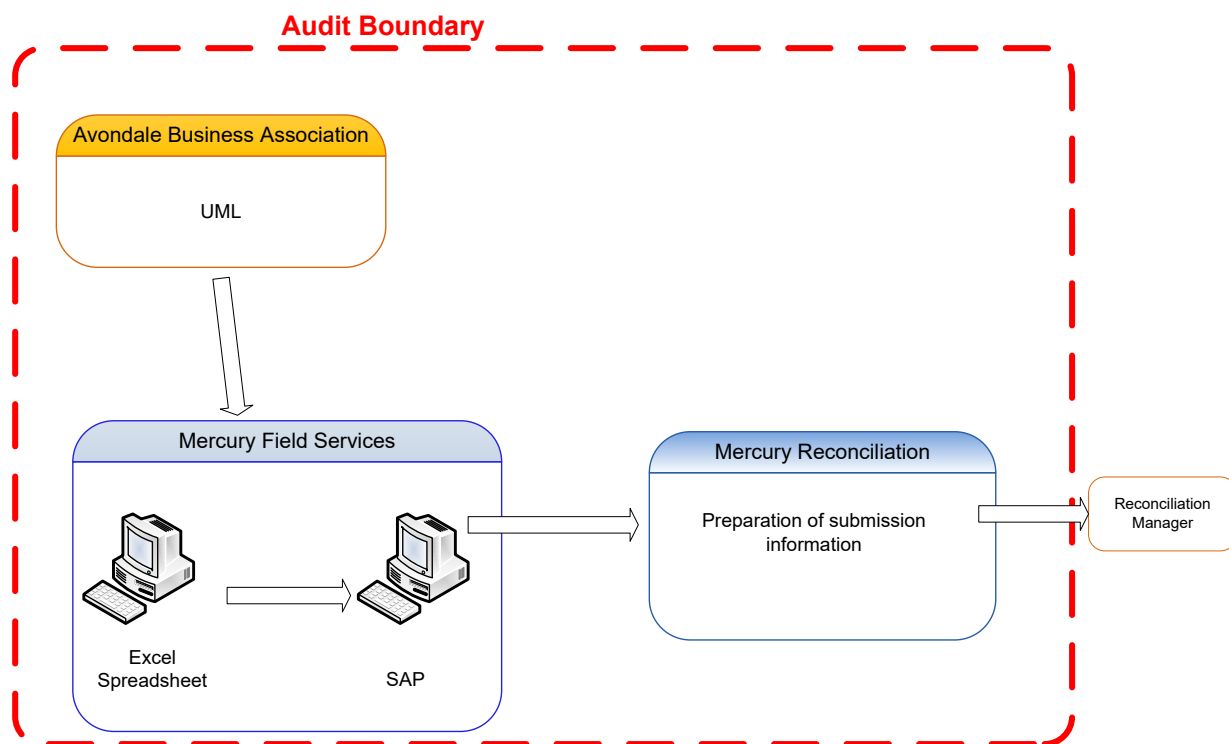 Audit Boundary
Avondale Business Association
UML
Mercury Field Services
Excel
Spreadsheet
SAP
Mercury Reconciliation
Preparation of submission
information
Reconciliation
Manager